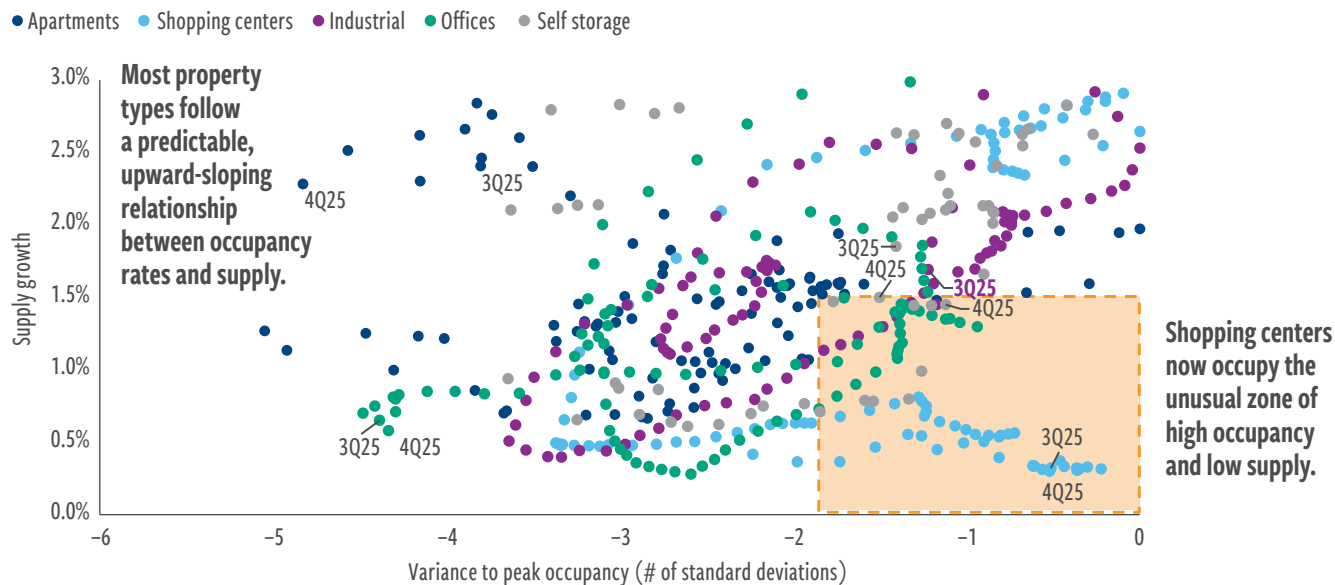 Apartments Shopping centers Industrial Offices Self storage
Most property
types follow
a predictable,
upward-sloping
relationship
between occupancy
rates and supply.
3.0%
2.5%
2.0%
1.5%
1.0%
0.5%
0.0%
Supply growth
4Q25
3Q25
3Q25
4Q25
3Q25
4Q25
3Q25
4Q25
3Q25
4Q25
Shopping centers
now occupy the
unusual zone of
high occupancy
and low supply.
−6 −5 −4 −3 −2 −1 0
Variance to peak occupancy (# of standard deviations)